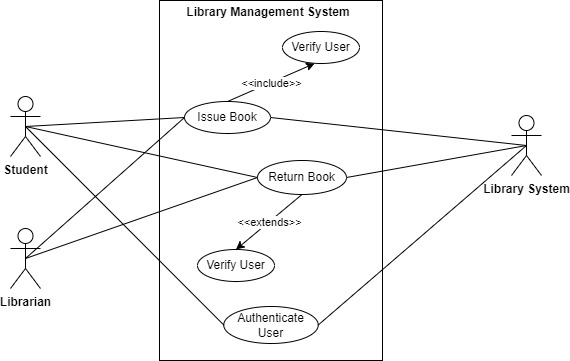 Library Management System
Verify User
<<include>>
Issue Book
Student
Return Book
Library System
<<extends>>
Verify User
Librarian
Authenticate
User